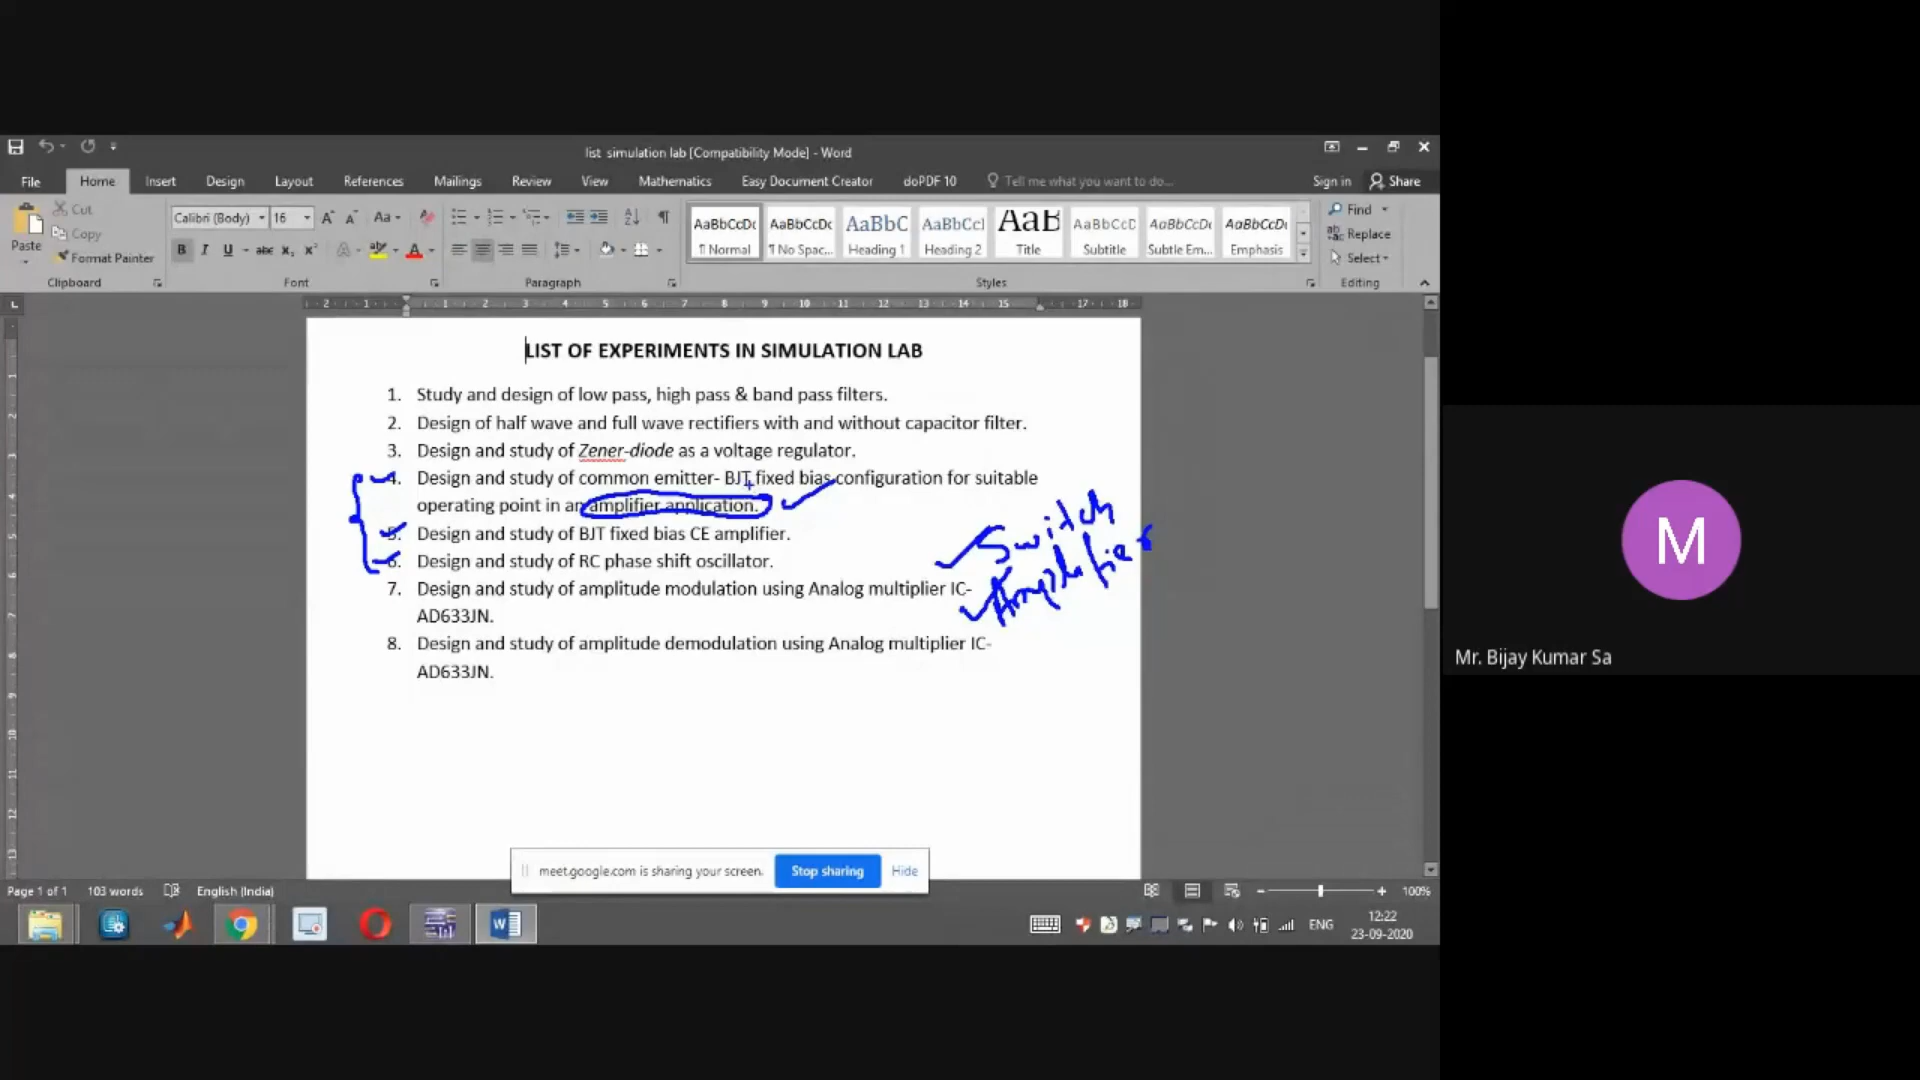 list simulation lab [Compatibility Mode] - Word
File Home Insert Design Layout References Mailings Review View Mathematics Easy Document Creator doPDF 10 Tell me what you want to do... Sign in Share
Paste
Cut
Copy
Format Painter
Clipboard
Calibri (Body) 16
Font
Paragraph
AaBbCcDc AaBbCcDc AaBbC AaBbCcI AaB AaBbCcD AaBbCcDi AaBbCcDi
¶ Normal ¶ No Spac... Heading 1 Heading 2 Title Subtitle Subtle Em... Emphasis
Styles
Find
Replace
Select
Editing
LIST OF EXPERIMENTS IN SIMULATION LAB
1. Study and design of low pass, high pass & band pass filters.
2. Design of half wave and full wave rectifiers with and without capacitor filter.
3. Design and study of Zener-diode as a voltage regulator.
4. Design and study of common emitter- BJT fixed bias configuration for suitable
operating point in an amplifier application.
5. Design and study of BJT fixed bias CE amplifier.
6. Design and study of RC phase shift oscillator.
7. Design and study of amplitude modulation using Analog multiplier IC-
AD633JN.
8. Design and study of amplitude demodulation using Analog multiplier IC-
AD633JN.
Switch
Amplifier
meet.google.com is sharing your screen. Stop sharing Hide
Page 1 of 1 103 words English (India) 100%
ENG
12:22
23-09-2020
M
Mr. Bijay Kumar Sa